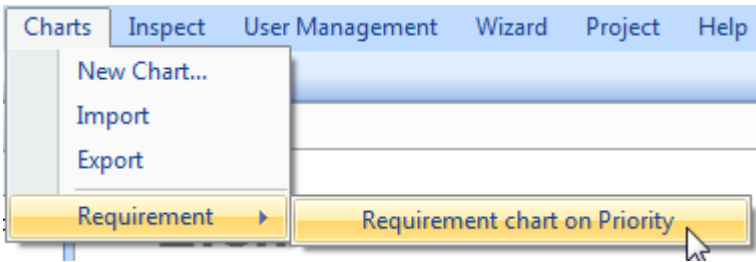 Charts Inspect User Management Wizard Project Help
New Chart...
Import
Export
Requirement Requirement chart on Priority